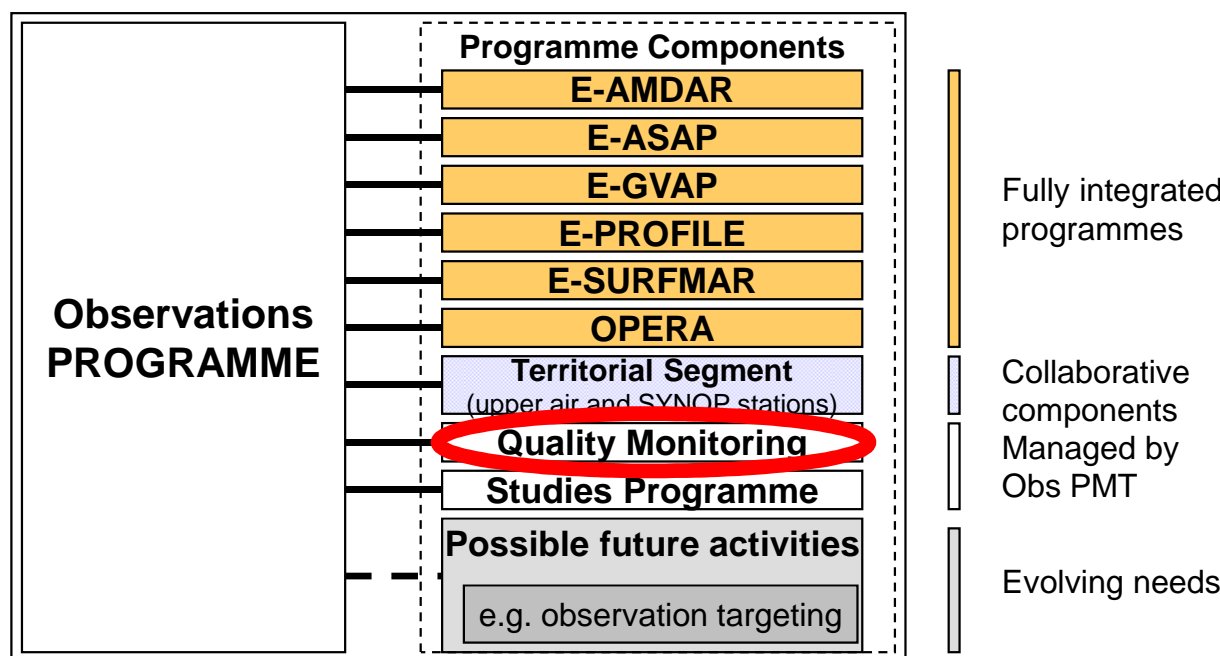 Programme Components
E-AMDAR
E-ASAP
E-GVAP
E-PROFILE
E-SURFMAR
OPERA
Observations
PROGRAMME
Territorial Segment
(upper air and SYNOP stations)
Quality Monitoring
Studies Programme
Possible future activities
e.g. observation targeting
Fully integrated
programmes
Collaborative
components
Managed by
Obs PMT
Evolving needs